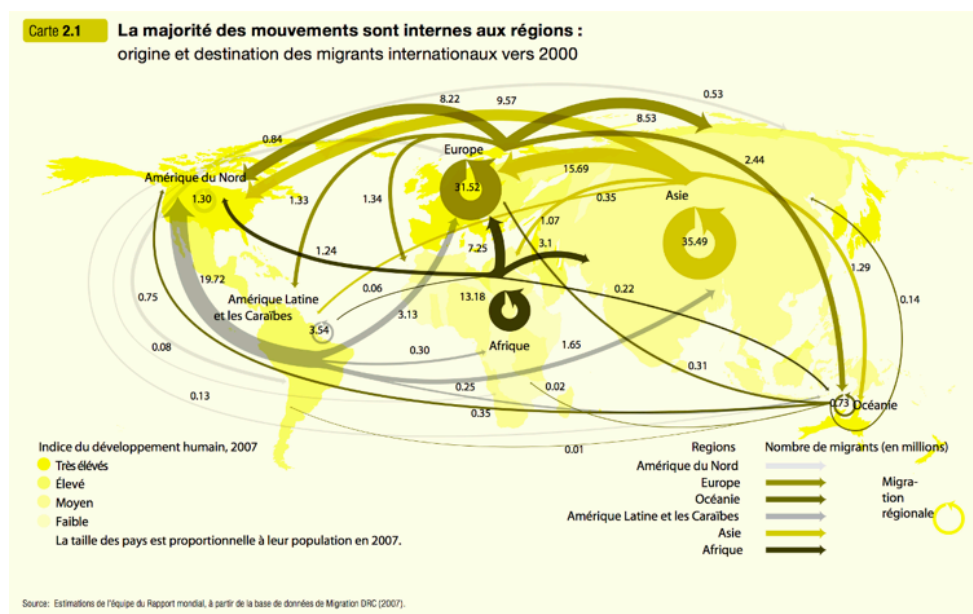 Carte 2.1
La majorité des mouvements sont internes aux régions :
origine et destination des migrants internationaux vers 2000
8.22
9.57
0.53
0.84
8.53
Europe
2.44
Amérique du Nord
15.69
1.30
31.52
0.35
Asie
1.33
1.34
1.07
35.49
1.24
7.25
3.1
1.29
19.72
0.06
13.18
0.22
0.14
0.75
Amérique Latine
et les Caraïbes
3.54
3.13
Afrique
1.65
0.08
0.30
0.31
0.13
0.25
0.02
0.35
0.73
Océanie
0.01
Indice du développement humain, 2007
Très élévés
Élevé
Moyen
Faible
La taille des pays est proportionnelle à leur population en 2007.
Regions
Nombre de migrants (en millions)
Amérique du Nord
Europe
Océanie
Amérique Latine et les Caraïbes
Asie
Afrique
Migra-
tion
régionale
Source: Estimations de l'équipe du Rapport mondial, à partir de la base de données de Migration DRC (2007).